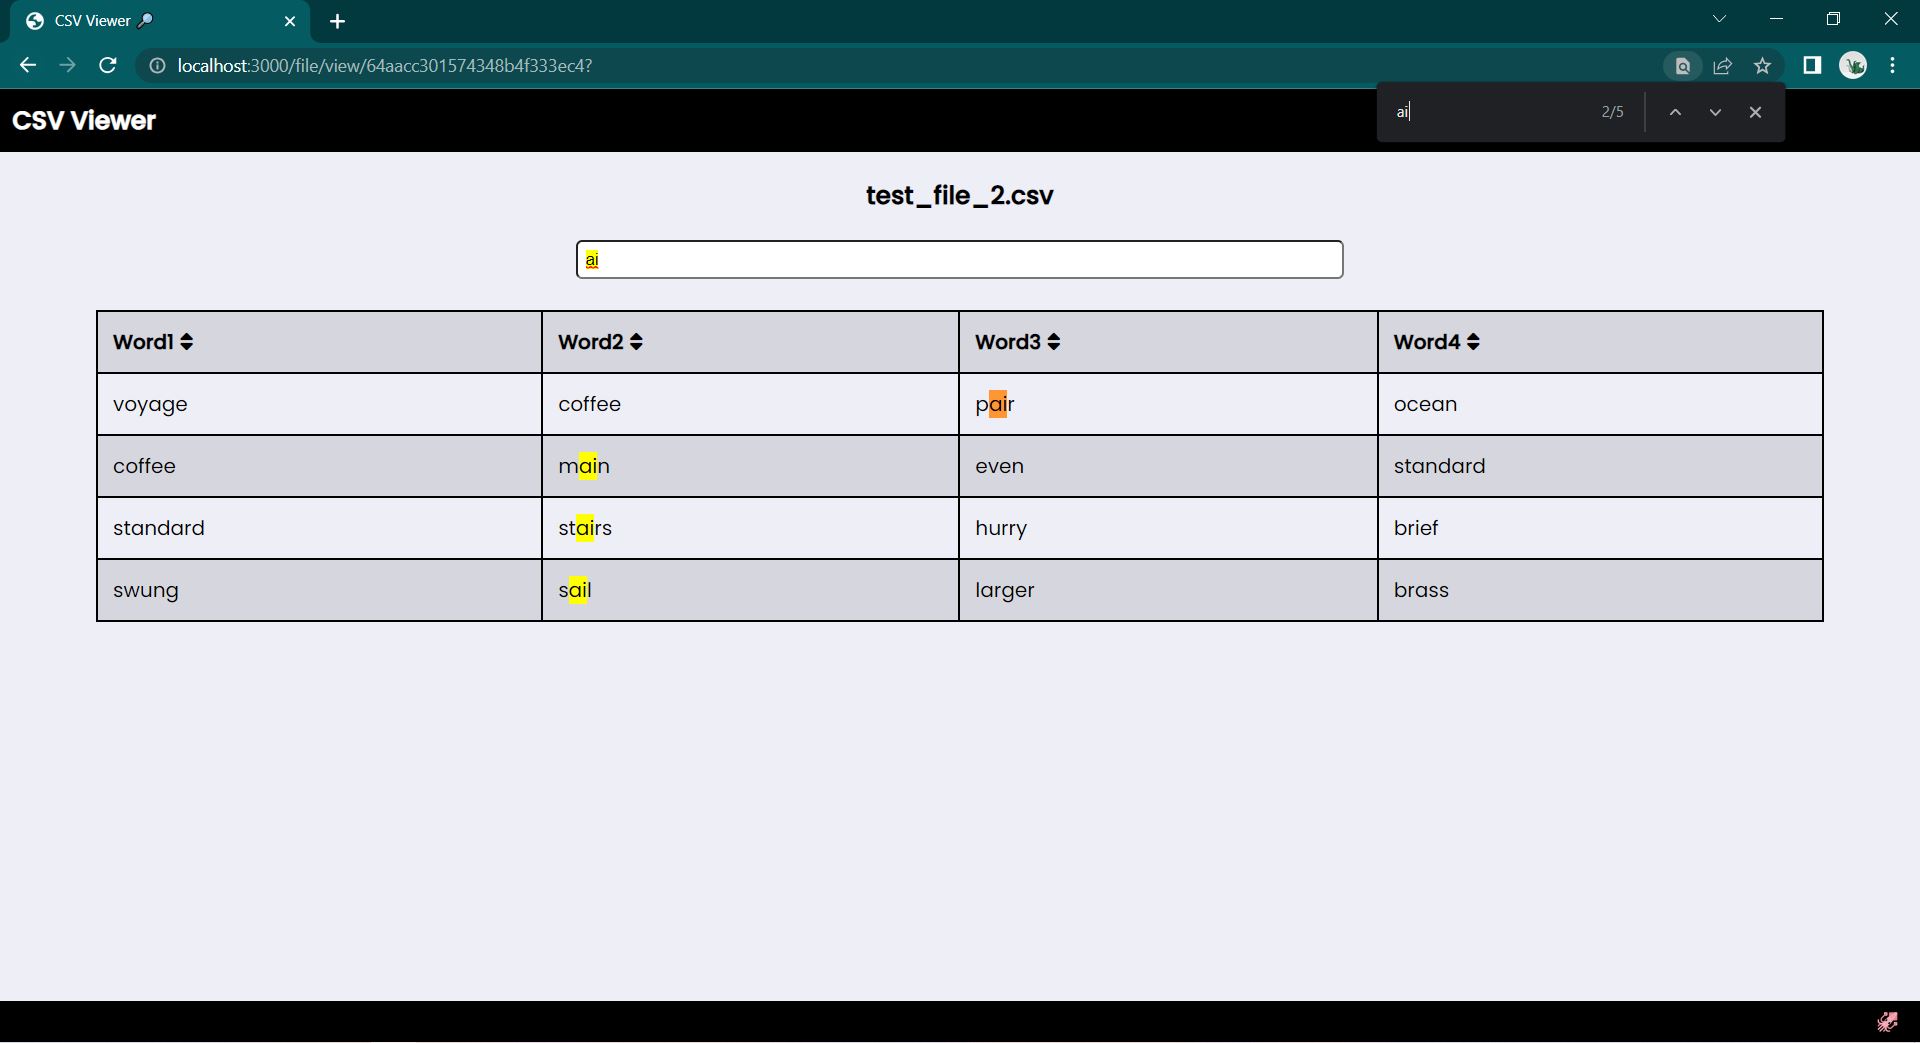 CSV Viewer 🔎
localhost:3000/file/view/64aacc301574348b4f333ec4?
ai 2/5
CSV Viewer
test_file_2.csv
ai
Word1 Word2 Word3 Word4
voyage coffee pair ocean
coffee main even standard
standard stairs hurry brief
swung sail larger brass